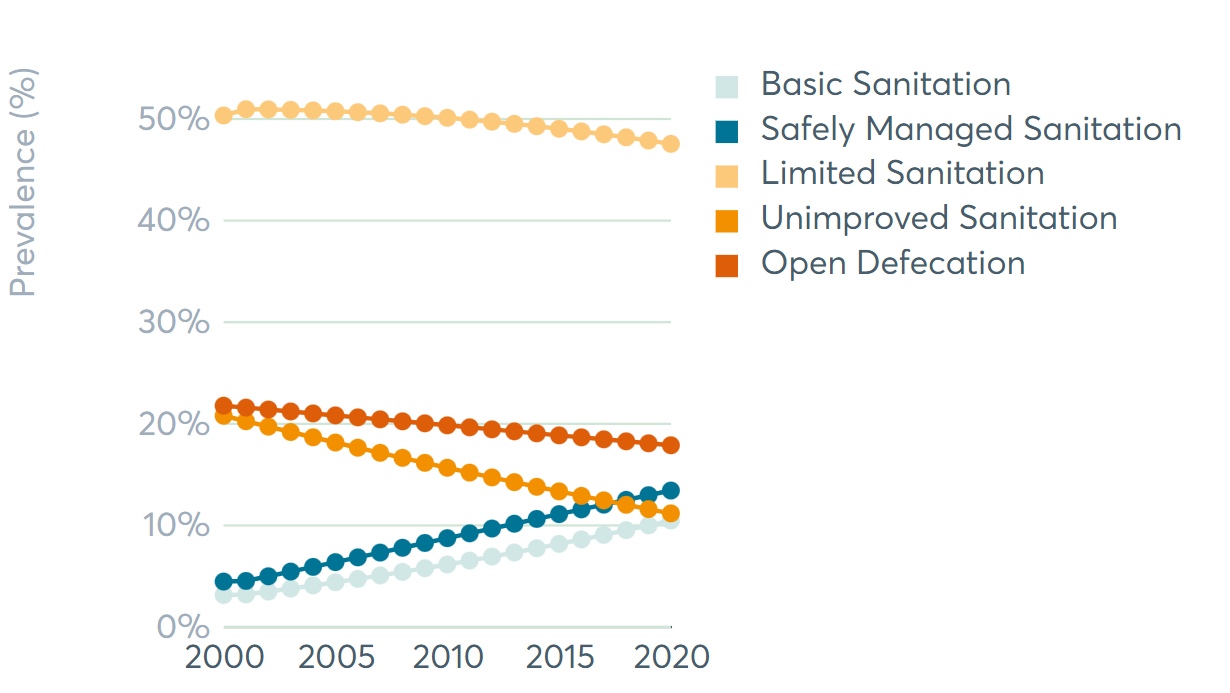 Prevalence (%)
50%
40%
30%
20%
10%
0%
2000 2005 2010 2015 2020
Basic Sanitation
Safely Managed Sanitation
Limited Sanitation
Unimproved Sanitation
Open Defecation